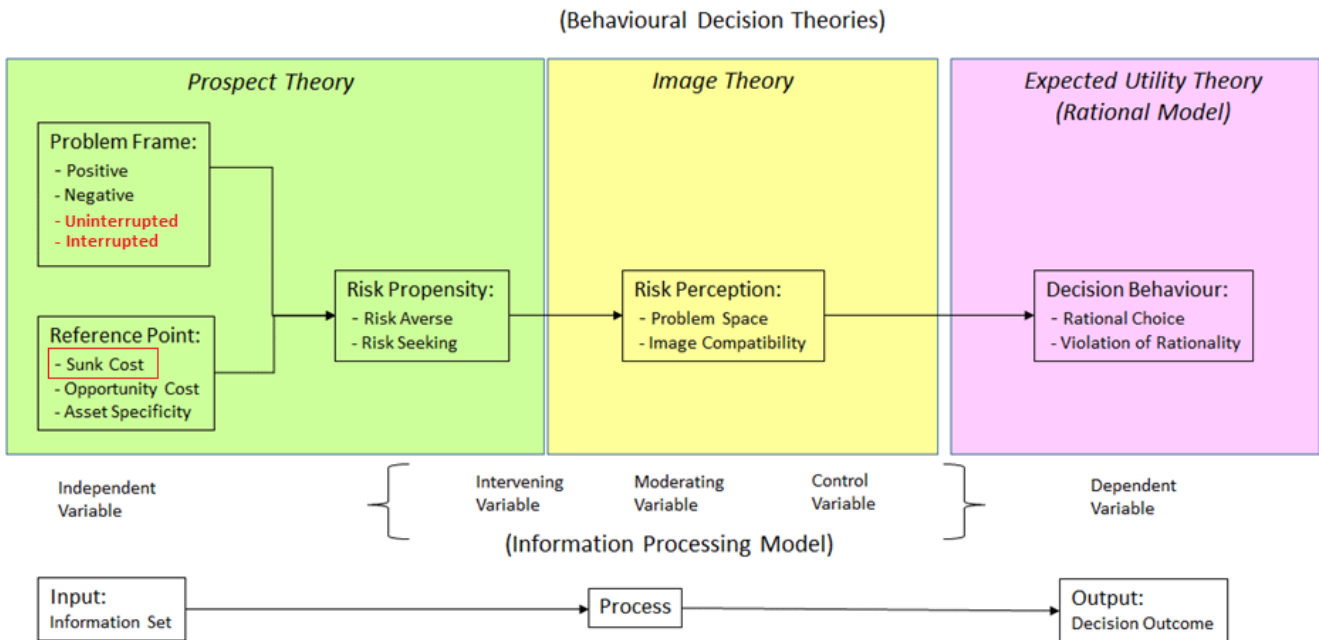 (Behavioural Decision Theories)
Prospect Theory
Problem Frame:
- Positive
- Negative
- Uninterrupted
- Interrupted
Reference Point:
- Sunk Cost
- Opportunity Cost
- Asset Specificity
Risk Propensity:
- Risk Averse
- Risk Seeking
Image Theory
Risk Perception:
- Problem Space
- Image Compatibility
Expected Utility Theory
(Rational Model)
Decision Behaviour:
- Rational Choice
- Violation of Rationality
Independent
Variable
Intervening
Variable
Moderating
Variable
Control
Variable
Dependent
Variable
(Information Processing Model)
Input:
Information Set
Process
Output:
Decision Outcome